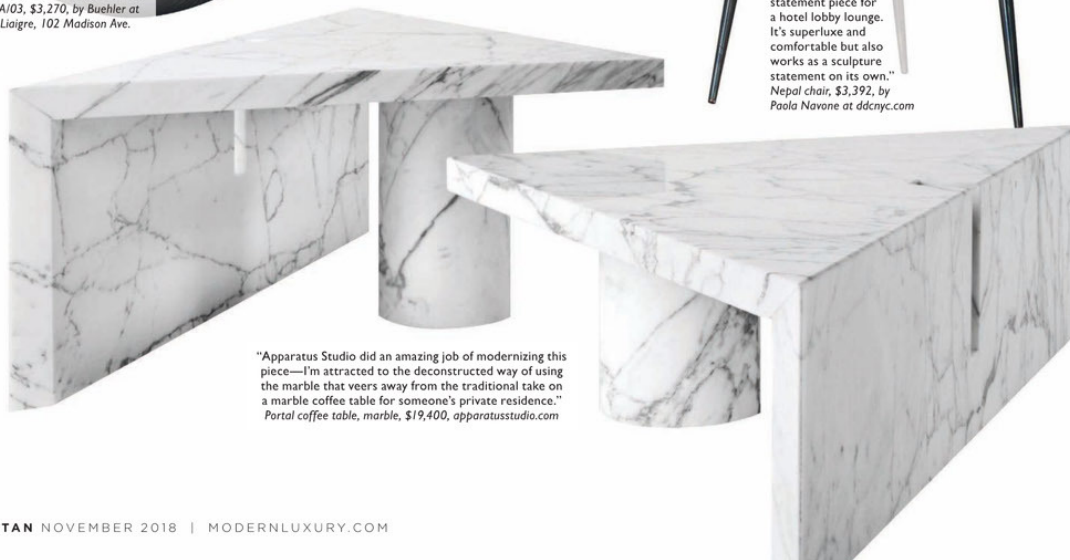 A/03, $3,270, by Buehler at
Liaigre, 102 Madison Ave.
statement piece for
a hotel lobby lounge.
It’s superluxe and
comfortable but also
works as a sculpture
statement on its own.”
Nepal chair, $3,392, by
Paola Navone at ddcnyc.com
“Apparatus Studio did an amazing job of modernizing this
piece—I’m attracted to the deconstructed way of using
the marble that veers away from the traditional take on
a marble coffee table for someone’s private residence.”
Portal coffee table, marble, $19,400, apparatusstudio.com
TAN NOVEMBER 2018 | MODERNLUXURY.COM